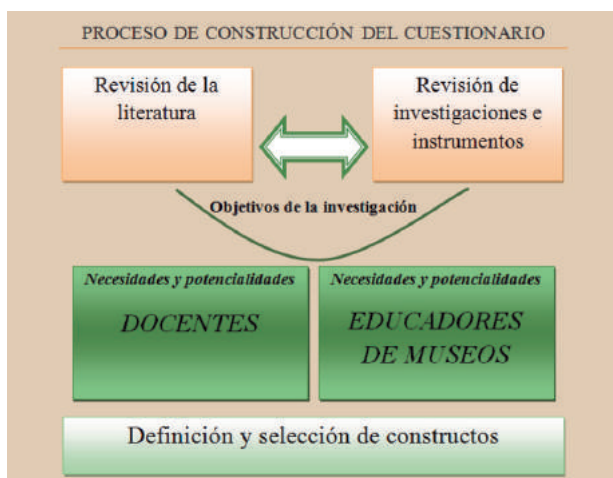 PROCESO DE CONSTRUCCIÓN DEL CUESTIONARIO
Revisión de la
literatura
Revisión de
investigaciones e
instrumentos
Objetivos de la investigación
Necesidades y potencialidades
DOCENTES
Necesidades y potencialidades
EDUCADORES
DE MUSEOS
Definición y selección de constructos